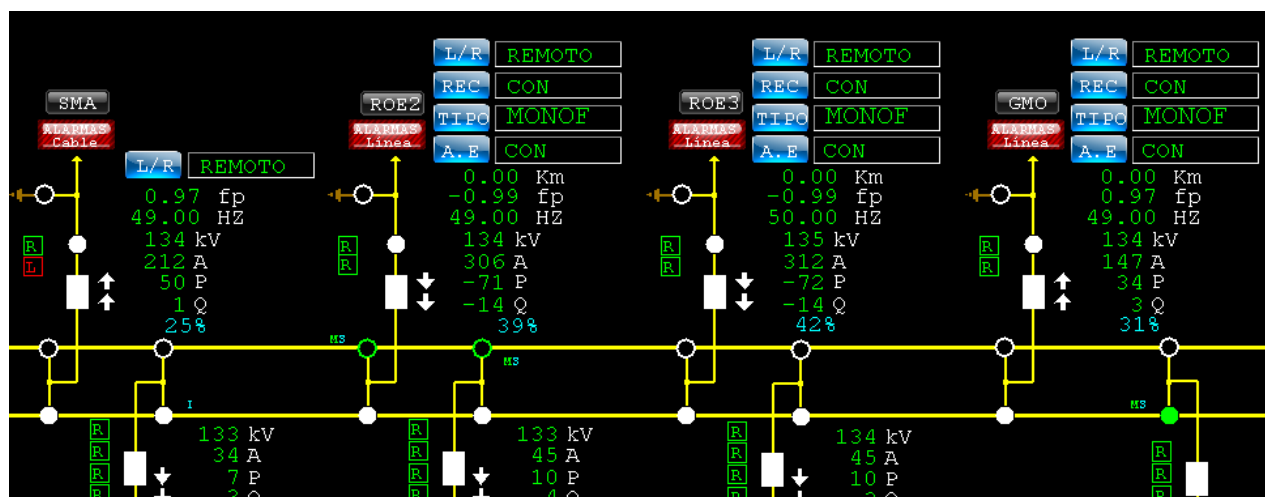 L/R REMOTO
REC CON
TIPO MONOF
A.E CON
L/R REMOTO
REC CON
TIPO MONOF
A.E CON
L/R REMOTO
REC CON
TIPO MONOF
A.E CON
SMA
ALARMAS
Cable
L/R REMOTO
0.97 fp
49.00 HZ
134 kV
212 A
50 P
1 Q
25%
R
L
ROE2
ALARMAS
Línea
0.00 Km
-0.99 fp
49.00 HZ
134 kV
306 A
-71 P
-14 Q
39%
R
R
ROE3
ALARMAS
Línea
0.00 Km
-0.99 fp
50.00 HZ
135 kV
312 A
-72 P
-14 Q
42%
R
R
GMO
ALARMAS
Línea
0.00 Km
0.97 fp
49.00 HZ
134 kV
147 A
34 P
3 Q
31%
R
R
MS
MS
I
MS
R
R
R
R
133 kV
34 A
7 P
R
R
R
R
133 kV
45 A
10 P
R
R
R
R
134 kV
45 A
10 P
R
R
R